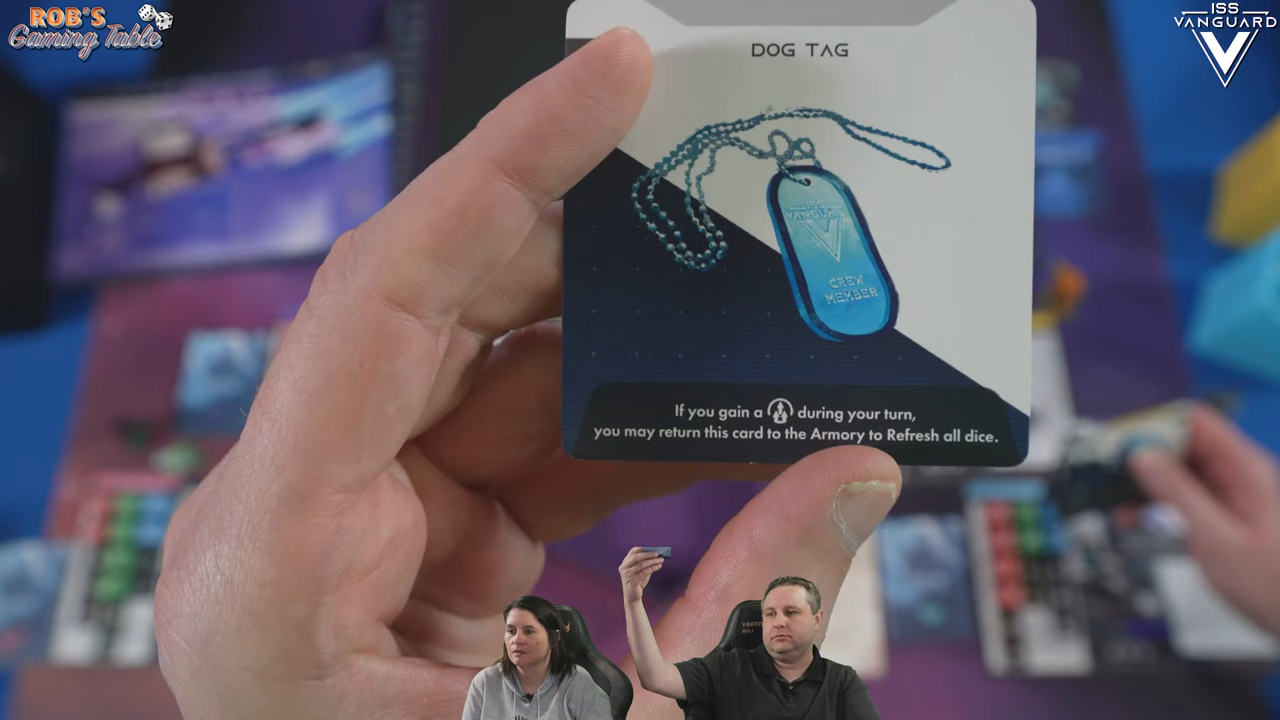 ROB'S
Gaming Table
ISS
VANGUARD
DOG TAG
ISS
VANGUARD
CREW
MEMBER
If you gain a during your turn,
you may return this card to the Armory to Refresh all dice.